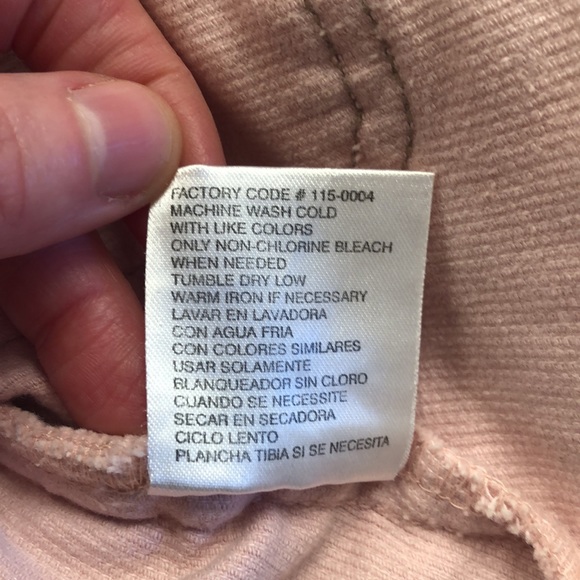 FACTORY CODE # 115-0004
MACHINE WASH COLD
WITH LIKE COLORS
ONLY NON-CHLORINE BLEACH
WHEN NEEDED
TUMBLE DRY LOW
WARM IRON IF NECESSARY
LAVAR EN LAVADORA
CON AGUA FRIA
CON COLORES SIMILARES
USAR SOLAMENTE
BLANQUEADOR SIN CLORO
CUANDO SE NECESITE
SECAR EN SECADORA
CICLO LENTO
PLANCHA TIBIA SI SE NECESITA